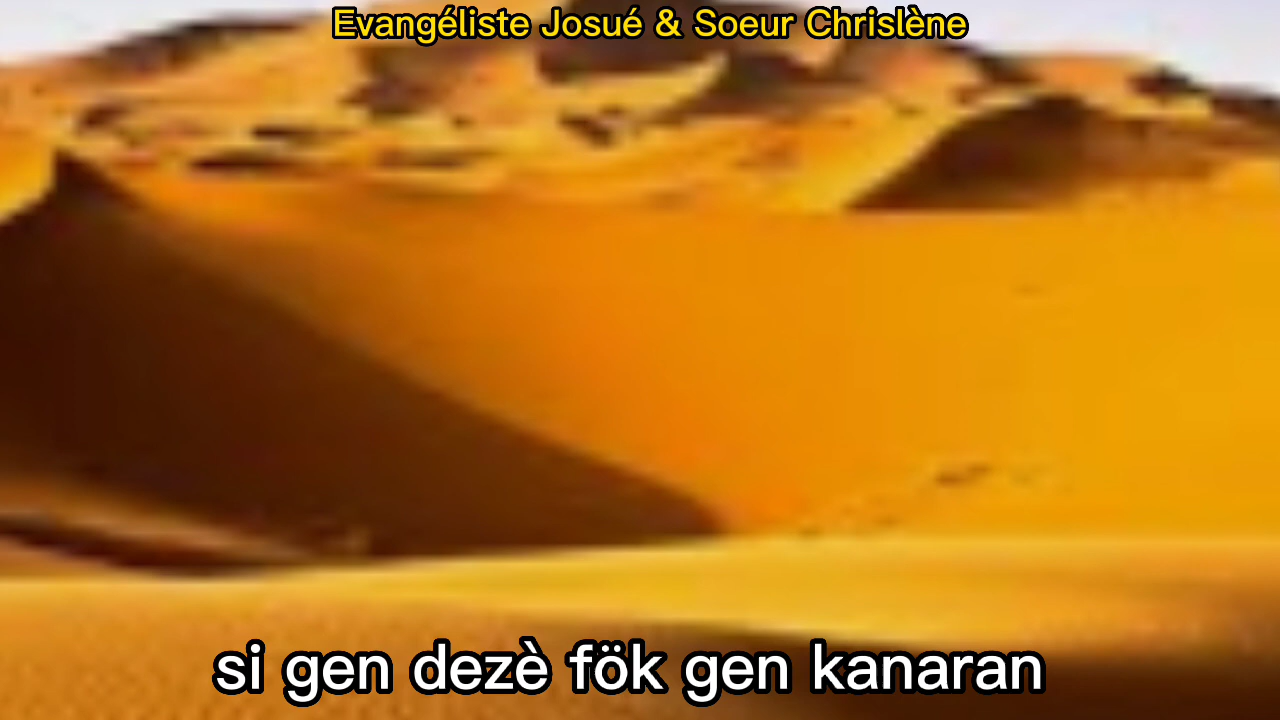 Evangéliste Josué & Soeur Chrislène
si gen dezè fök gen kanaran